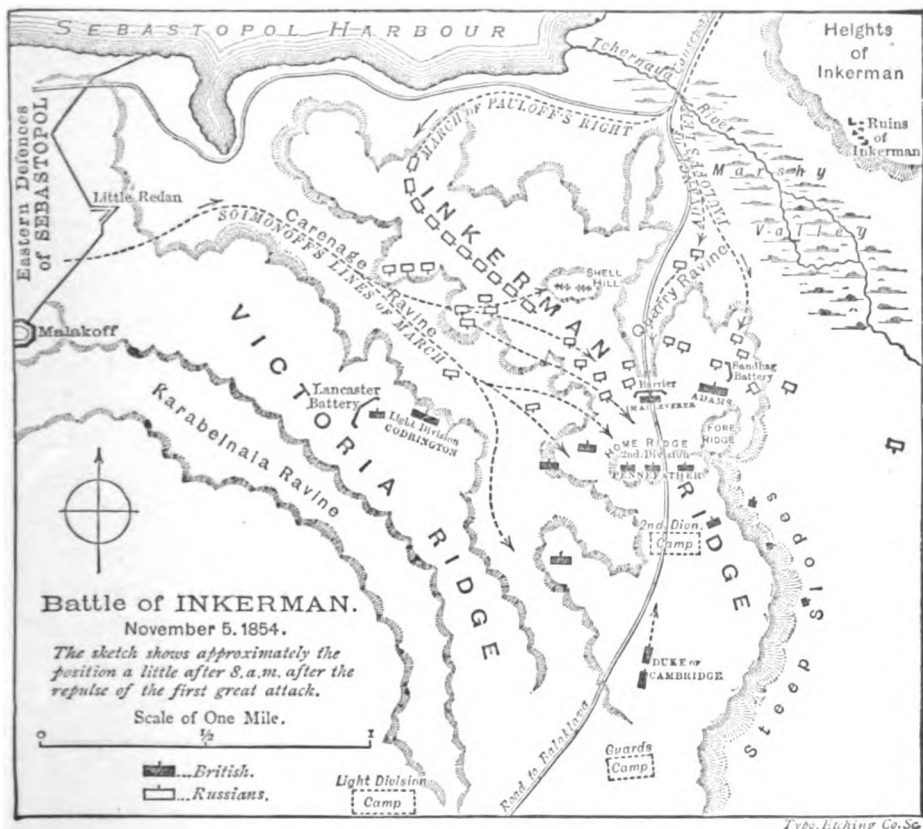 SEBASTOPOL HARBOUR
Heights
of
Inkerman
Tchernaya River
Ruins
of
Inkerman
Marshy
Valley
MARCH OF PAULOFF'S RIGHT
PAULOFF'S LEFT ATTACK
Eastern Defences
of SEBASTOPOL
Little Redan
Malakoff
Carenage Ravine
SOIMONOFF'S LINES OF MARCH
INKERMAN RIDGE
SHELL
HILL
Quarry Ravine
Sandbag
Battery
ADAMS
Barrier
MAULEVERER
FORE
RIDGE
HOME RIDGE
2nd. Division
PENNEFATHER
VICTORIA RIDGE
Lancaster
Battery
Light Division
CODRINGTON
Karabelnaia Ravine
2nd. Divn.
Camp
Steep Slopes
DUKE OF
CAMBRIDGE
Road to Balaklava
Guards
Camp
Light Division
Camp
Battle of INKERMAN.
November 5. 1854.
The sketch shows approximately the
position a little after 8.a.m. after the
repulse of the first great attack.
Scale of One Mile.
0 ½ 1
...British.
...Russians.
Typo. Etching Co. Sc